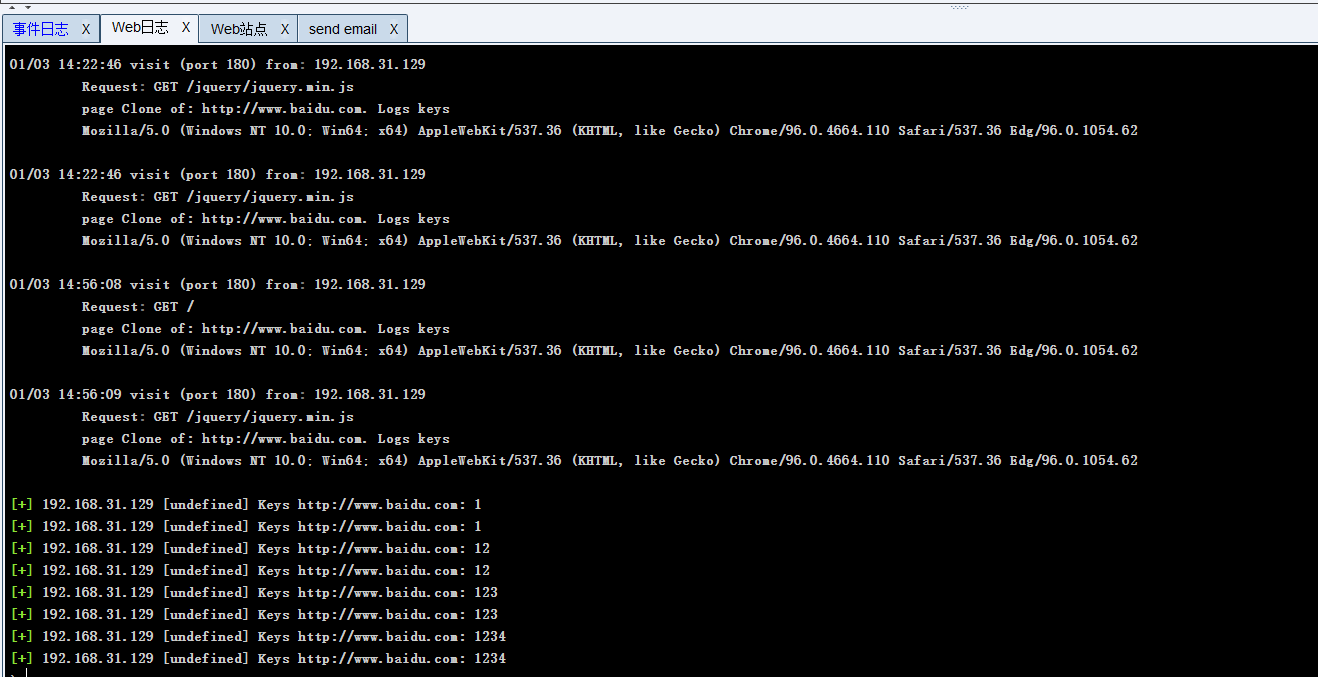 事件日志 X Web日志 X Web站点 X send email X
01/03 14:22:46 visit (port 180) from: 192.168.31.129
Request: GET /jquery/jquery.min.js
page Clone of: http://www.baidu.com. Logs keys
Mozilla/5.0 (Windows NT 10.0; Win64; x64) AppleWebKit/537.36 (KHTML, like Gecko) Chrome/96.0.4664.110 Safari/537.36 Edg/96.0.1054.62
01/03 14:22:46 visit (port 180) from: 192.168.31.129
Request: GET /jquery/jquery.min.js
page Clone of: http://www.baidu.com. Logs keys
Mozilla/5.0 (Windows NT 10.0; Win64; x64) AppleWebKit/537.36 (KHTML, like Gecko) Chrome/96.0.4664.110 Safari/537.36 Edg/96.0.1054.62
01/03 14:56:08 visit (port 180) from: 192.168.31.129
Request: GET /
page Clone of: http://www.baidu.com. Logs keys
Mozilla/5.0 (Windows NT 10.0; Win64; x64) AppleWebKit/537.36 (KHTML, like Gecko) Chrome/96.0.4664.110 Safari/537.36 Edg/96.0.1054.62
01/03 14:56:09 visit (port 180) from: 192.168.31.129
Request: GET /jquery/jquery.min.js
page Clone of: http://www.baidu.com. Logs keys
Mozilla/5.0 (Windows NT 10.0; Win64; x64) AppleWebKit/537.36 (KHTML, like Gecko) Chrome/96.0.4664.110 Safari/537.36 Edg/96.0.1054.62
[+] 192.168.31.129 [undefined] Keys http://www.baidu.com: 1
[+] 192.168.31.129 [undefined] Keys http://www.baidu.com: 1
[+] 192.168.31.129 [undefined] Keys http://www.baidu.com: 12
[+] 192.168.31.129 [undefined] Keys http://www.baidu.com: 12
[+] 192.168.31.129 [undefined] Keys http://www.baidu.com: 123
[+] 192.168.31.129 [undefined] Keys http://www.baidu.com: 123
[+] 192.168.31.129 [undefined] Keys http://www.baidu.com: 1234
[+] 192.168.31.129 [undefined] Keys http://www.baidu.com: 1234